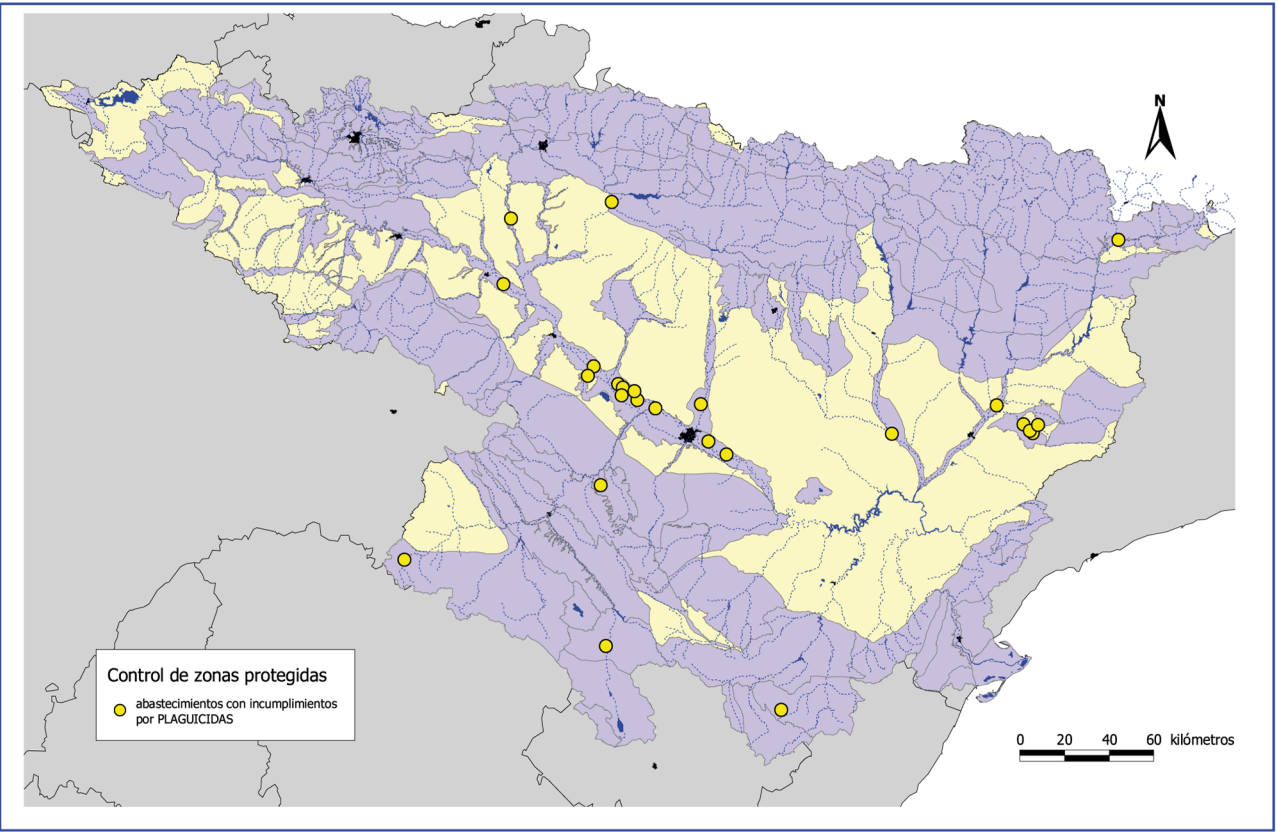 N
Control de zonas protegidas
abastecimientos con incumplimientos
por PLAGUICIDAS
0 20 40 60 kilómetros